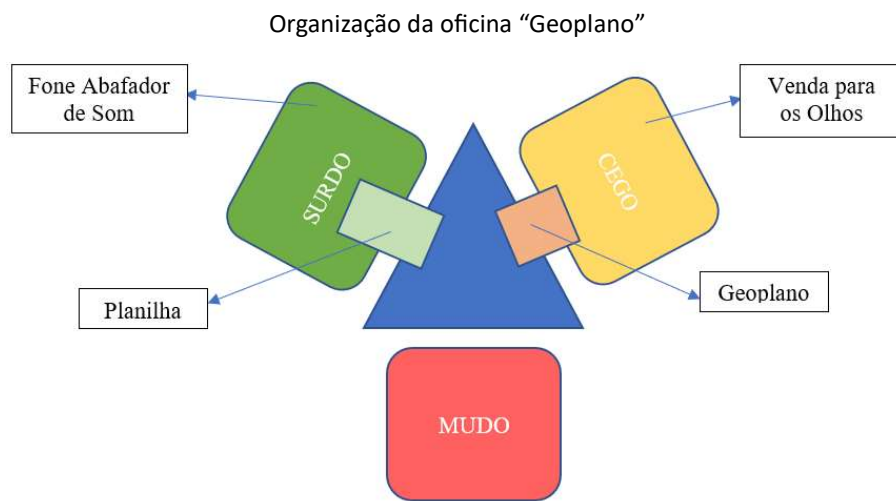 Organização da oficina “Geoplano”
Fone Abafador
de Som
Venda para
os Olhos
SURDO
CEGO
Planilha
Geoplano
MUDO